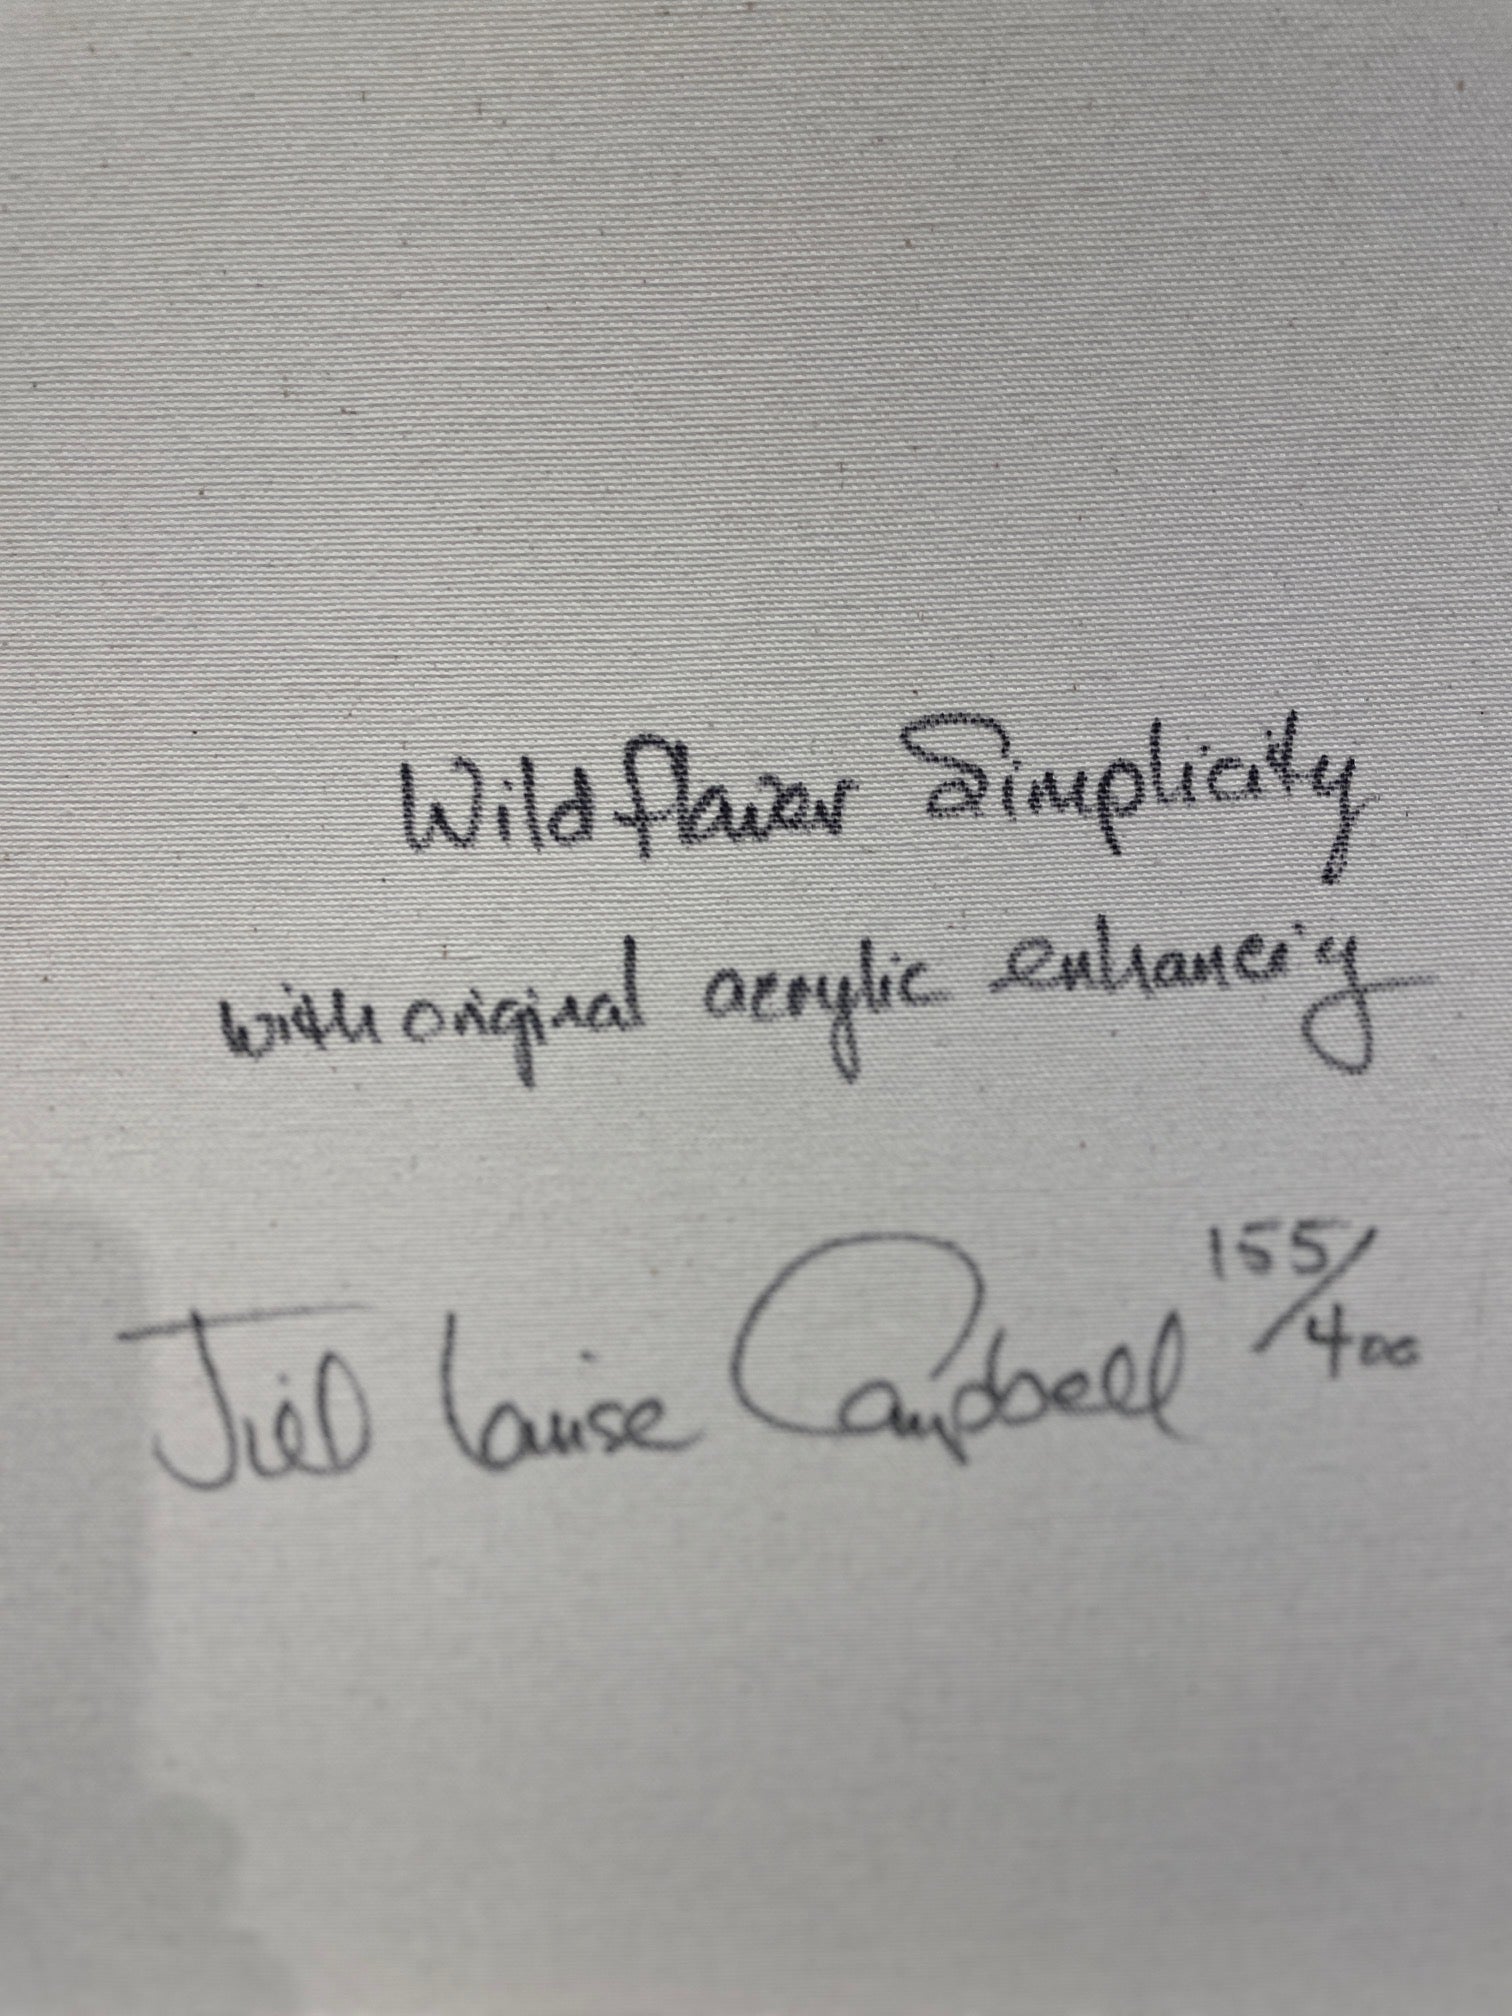 Wildflower Simplicity
with original acrylic enhancing
Jill Louise Campbell 155/400